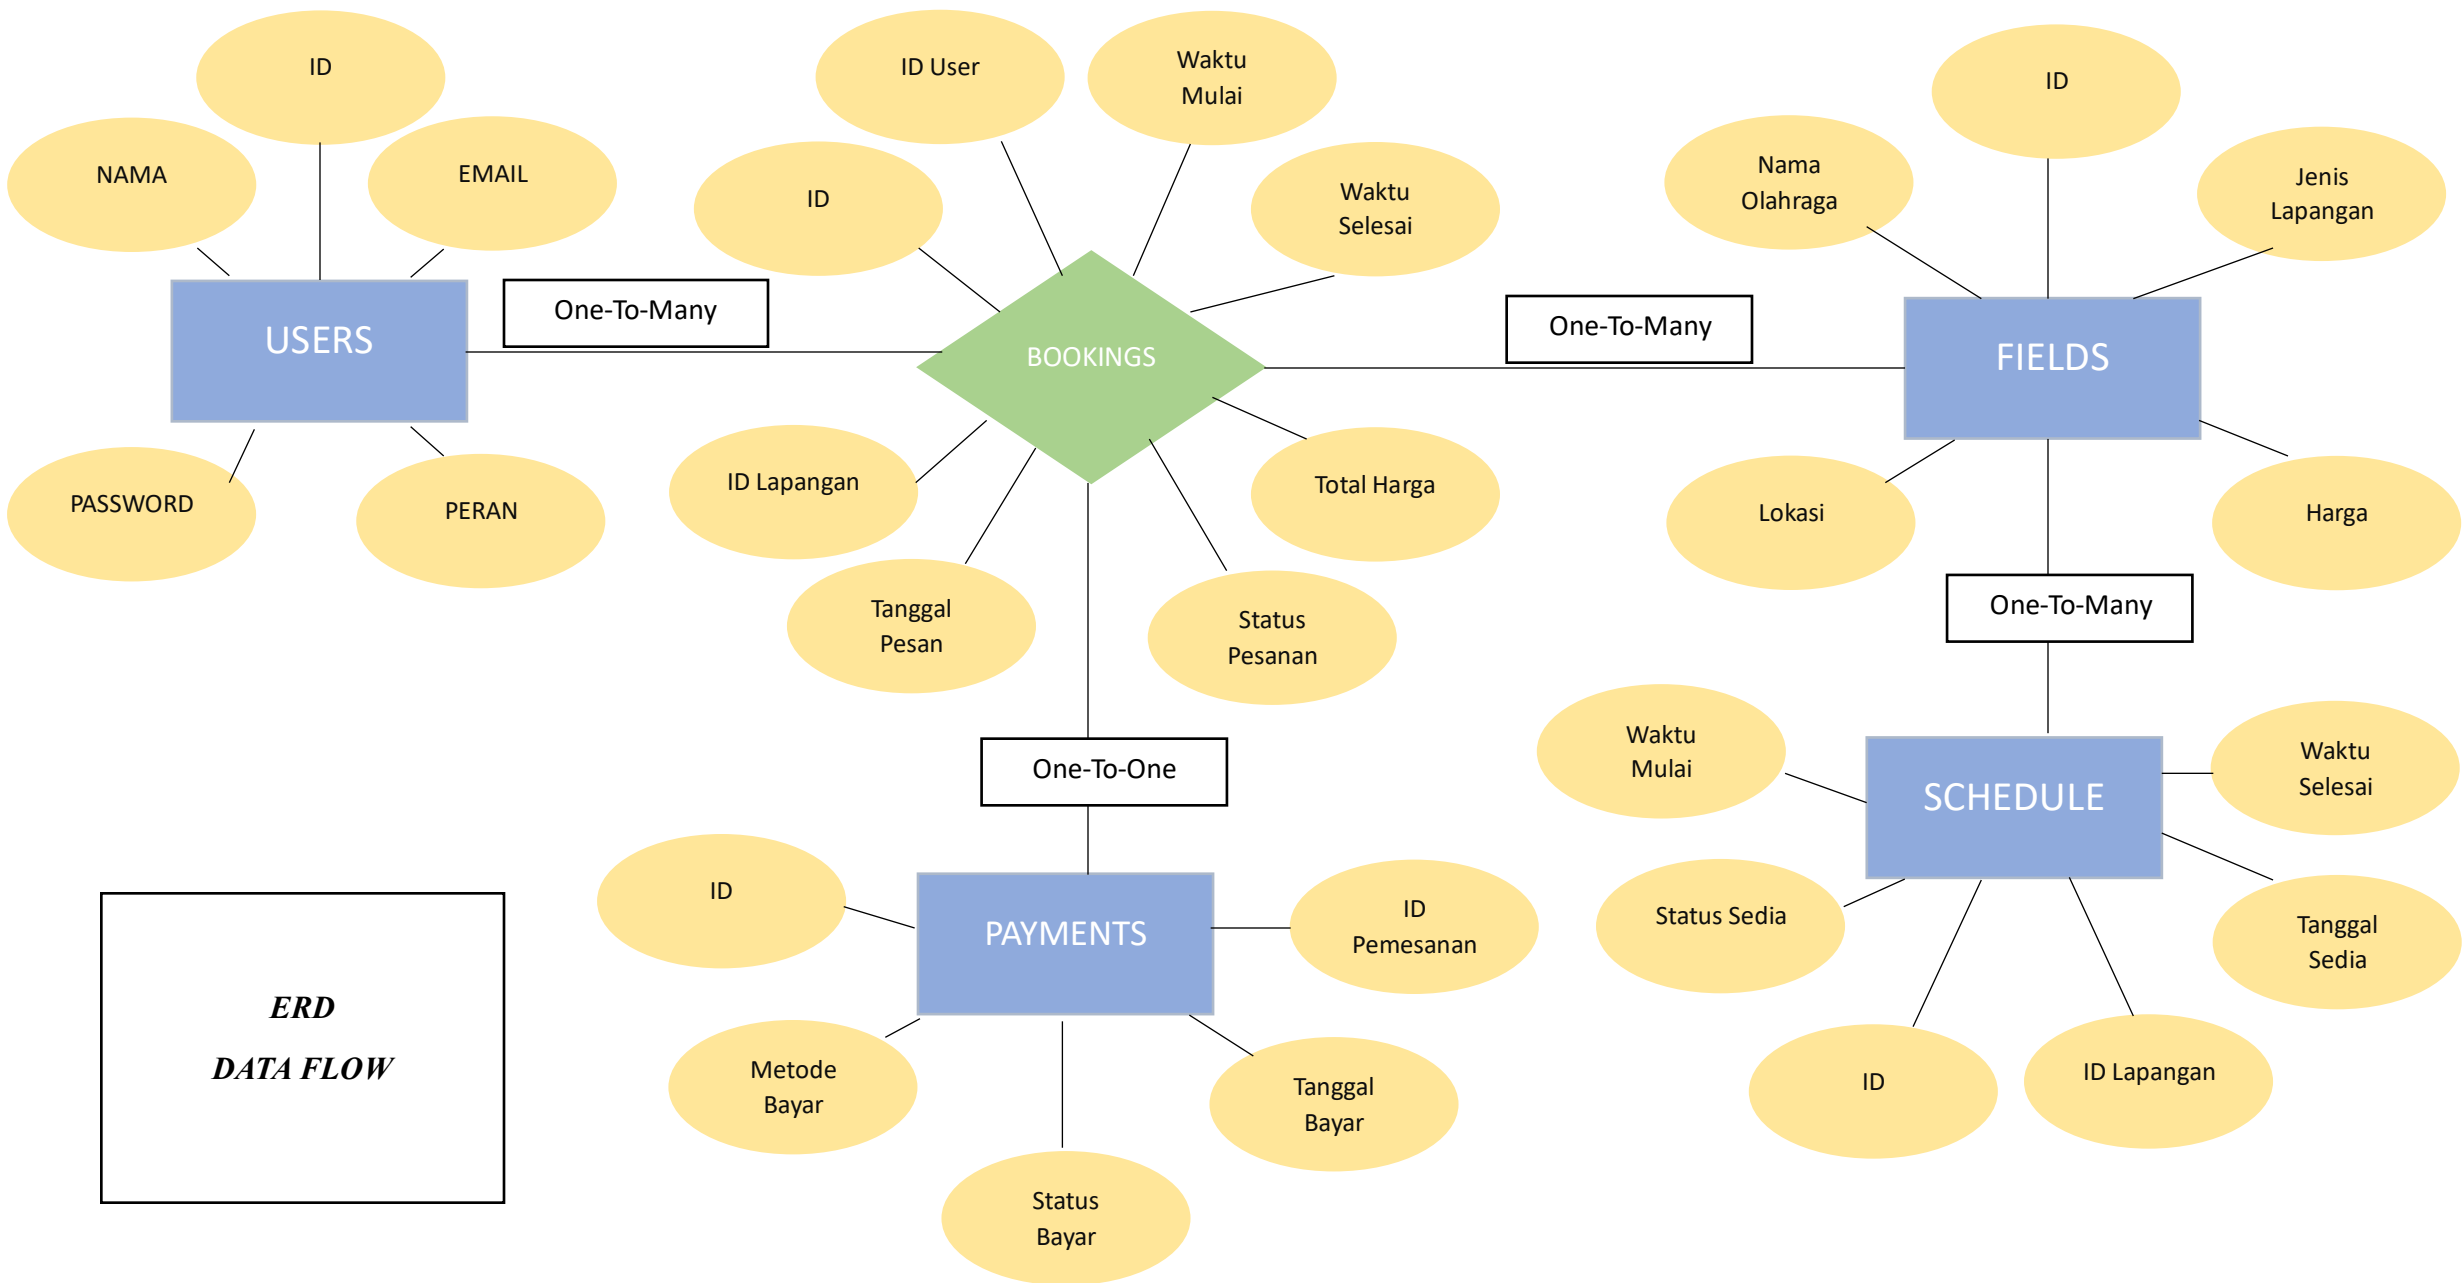 ID
NAMA
EMAIL
USERS
PASSWORD
PERAN
One-To-Many
ID User
Waktu
Mulai
ID
Waktu
Selesai
BOOKINGS
ID Lapangan
Total Harga
Tanggal
Pesan
Status
Pesanan
One-To-Many
ID
Nama
Olahraga
Jenis
Lapangan
FIELDS
Lokasi
Harga
One-To-Many
One-To-One
Waktu
Mulai
SCHEDULE
Waktu
Selesai
Status Sedia
Tanggal
Sedia
ID
ID Lapangan
ID
PAYMENTS
ID
Pemesanan
Metode
Bayar
Tanggal
Bayar
Status
Bayar
ERD
DATA FLOW